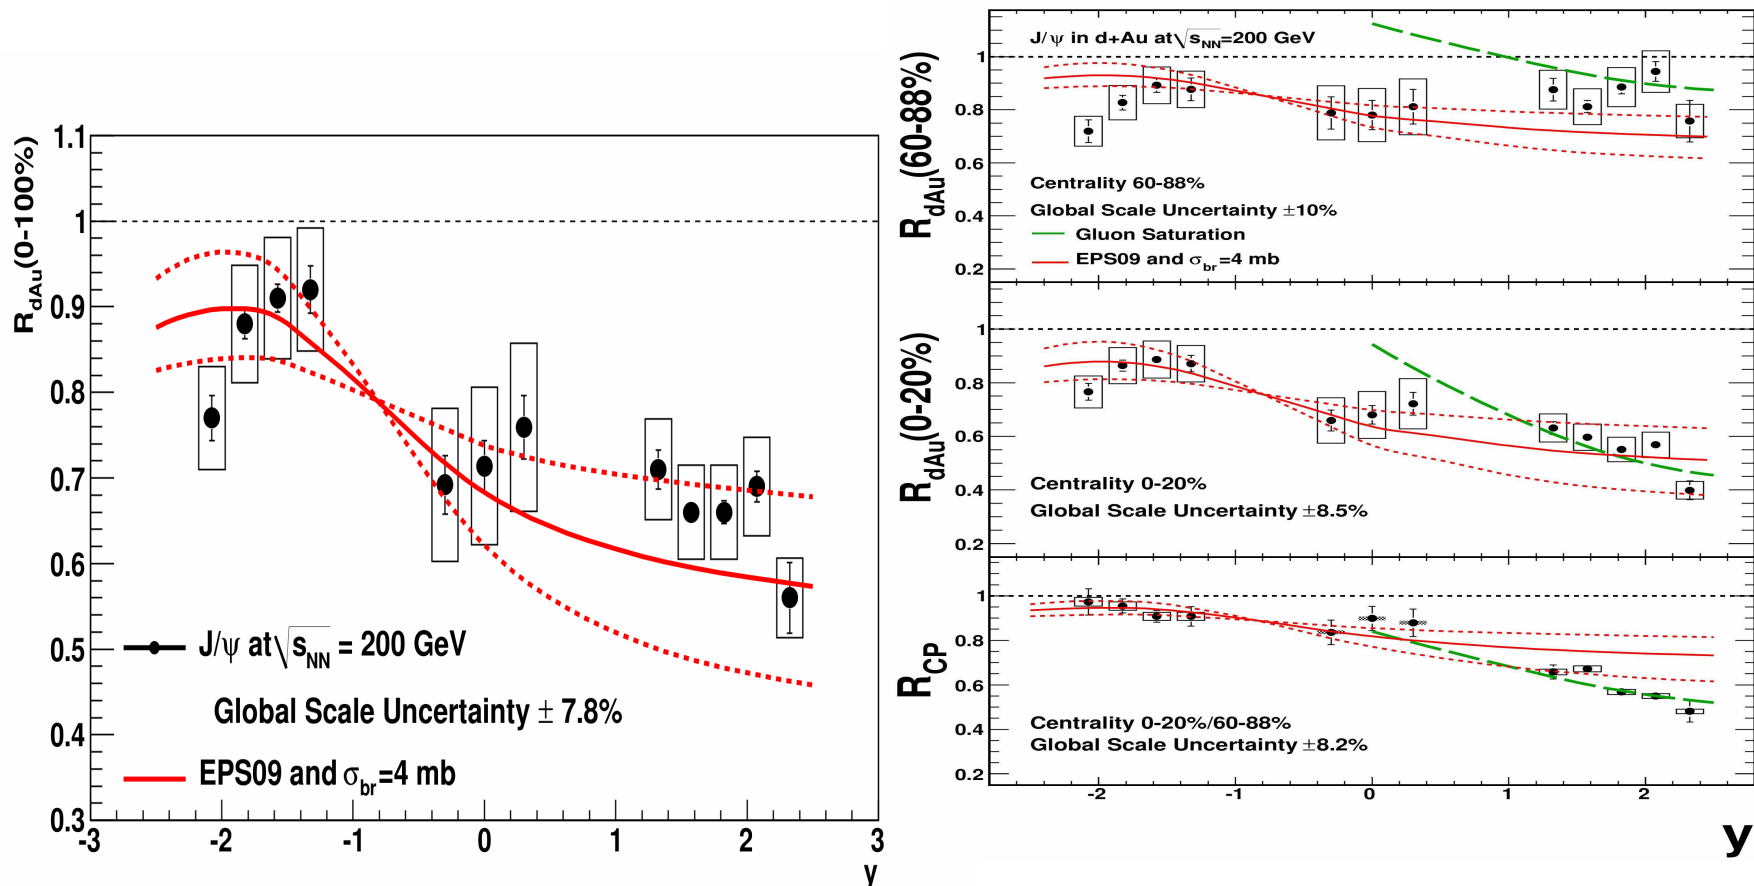 R_dAu(0-100%)
1.1
1
0.9
0.8
0.7
0.6
0.5
0.4
0.3
J/ψ at √s_NN = 200 GeV
Global Scale Uncertainty ± 7.8%
EPS09 and σ_br=4 mb
-3 -2 -1 0 1 2 3
y
R_dAu(60-88%)
J/ψ in d+Au at √s_NN=200 GeV
1
0.8
0.6
0.4
0.2
Centrality 60-88%
Global Scale Uncertainty ±10%
Gluon Saturation
EPS09 and σ_br=4 mb
R_dAu(0-20%)
1
0.8
0.6
0.4
0.2
Centrality 0-20%
Global Scale Uncertainty ±8.5%
R_CP
1
0.8
0.6
0.4
0.2
Centrality 0-20%/60-88%
Global Scale Uncertainty ±8.2%
-2 -1 0 1 2
y